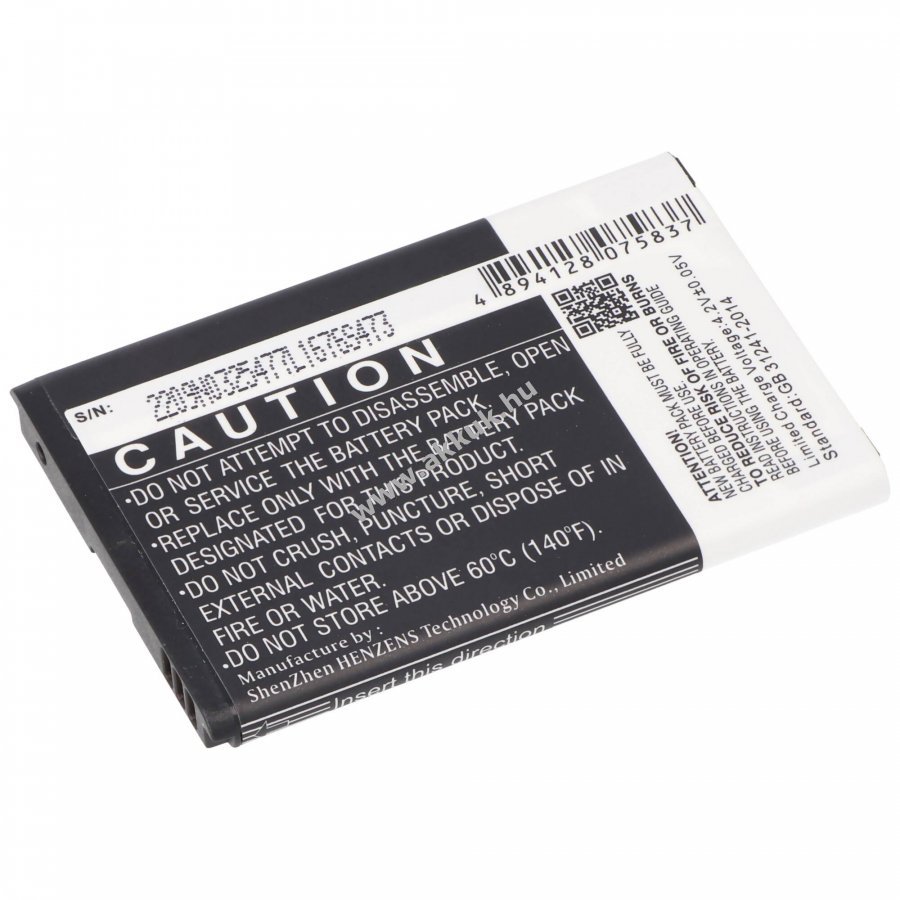 4 894128 075837
S/N:
CAUTION
•DO NOT ATTEMPT TO DISASSEMBLE, OPEN
OR SERVICE THE BATTERY PACK.
•REPLACE ONLY WITH THE BATTERY PACK
DESIGNATED FOR THIS PRODUCT.
•DO NOT CRUSH, PUNCTURE, SHORT
EXTERNAL CONTACTS OR DISPOSE OF IN
FIRE OR WATER.
•DO NOT STORE ABOVE 60°C (140°F).
Manufacture by:
ShenZhen HENZENS Technology Co., Limited
Insert this direction
ATTENTION!
NEW BATTERY PACK MUST BE FULLY
CHARGED BEFORE USE.
TO REDUCE RISK OF FIRE OR BURNS
READ INSTRUCTIONS IN OPERATING GUIDE
BEFORE USING THE BATTERY.
Limited Charge Voltage:4.2V±0.05V
Standard:GB 31241-2014
www.akkuk.hu